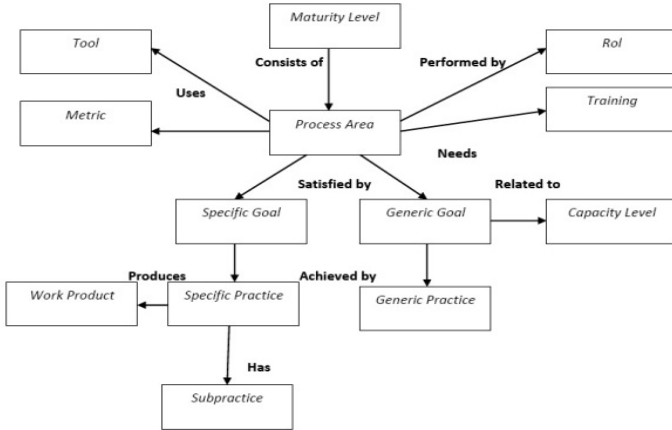 Maturity Level
Tool
Rol
Consists of
Performed by
Uses
Metric
Process Area
Training
Needs
Satisfied by
Related to
Specific Goal
Generic Goal
Capacity Level
Produces
Achieved by
Work Product
Specific Practice
Generic Practice
Has
Subpractice